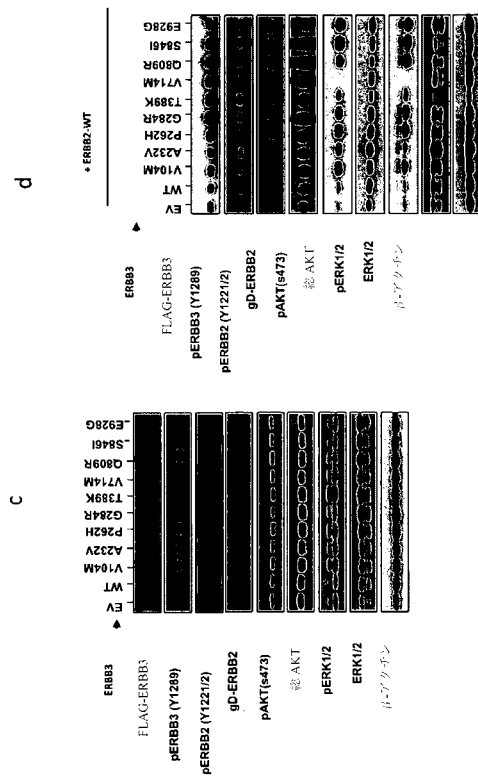 c
ERBB3
EV WT V104M A232V P262H G284R T389K V714M Q809R S846I E928G
FLAG-ERBB3
pERBB3 (Y1289)
pERBB2 (Y1221/2)
gD-ERBB2
pAKT(s473)
総 AKT
pERK1/2
ERK1/2
β-アクチン
d
+ ERBB2-WT
ERBB3
EV WT V104M A232V P262H G284R T389K V714M Q809R S846I E928G
FLAG-ERBB3
pERBB3 (Y1289)
pERBB2 (Y1221/2)
gD-ERBB2
pAKT(s473)
総 AKT
pERK1/2
ERK1/2
β-アクチン